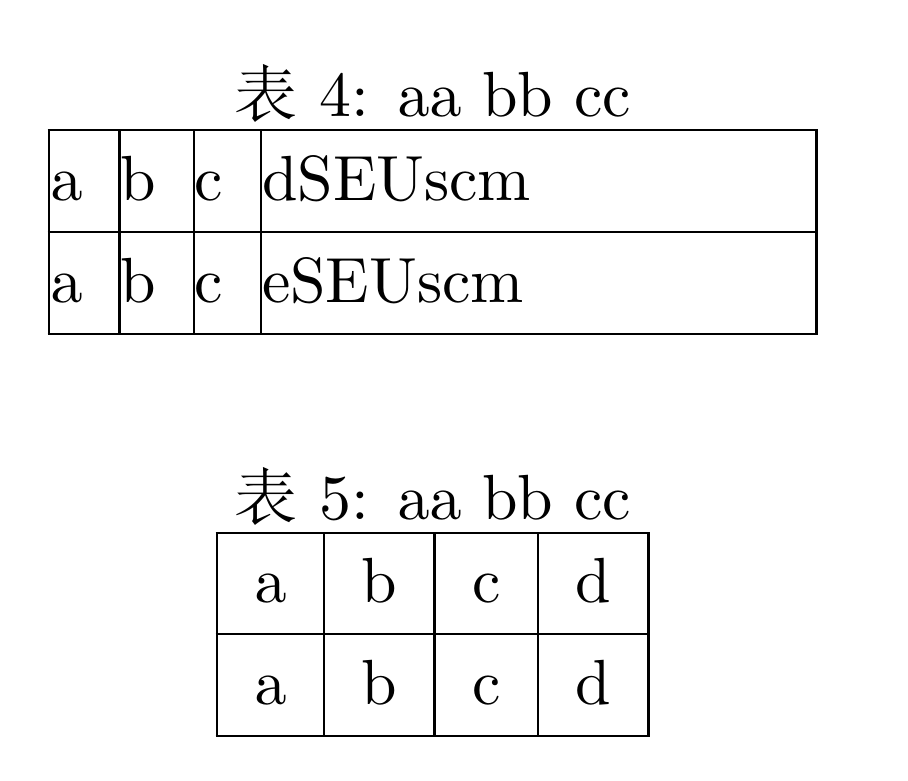 表 4: aa bb cc
a b c dSEUscm
a b c eSEUscm
表 5: aa bb cc
a b c d
a b c d